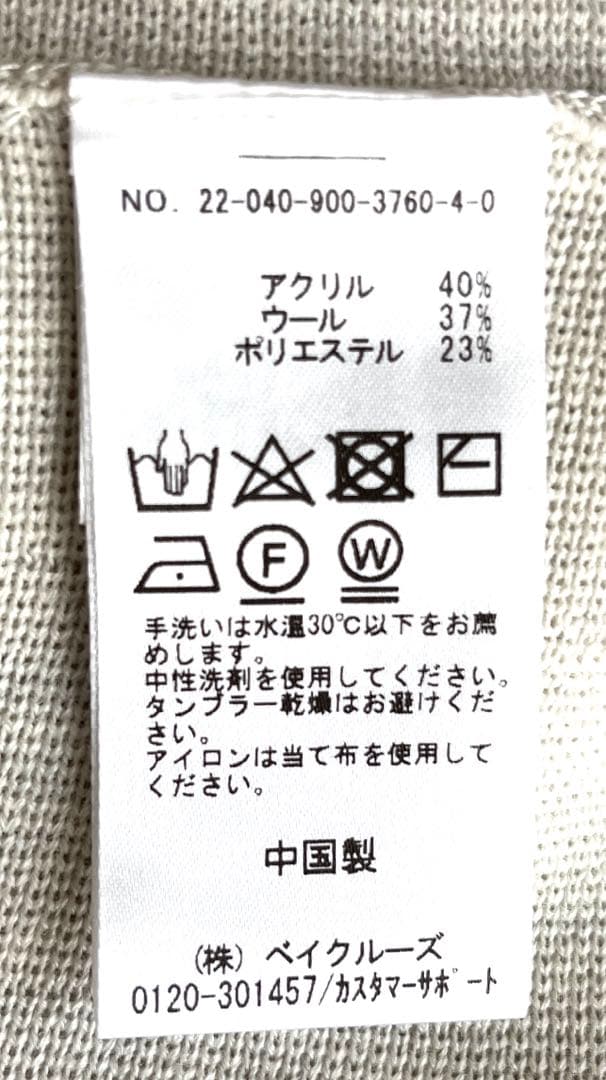 NO. 22-040-900-3760-4-0
アクリル 40%
ウール 37%
ポリエステル 23%
F W
手洗いは水温30℃以下をお薦
めします。
中性洗剤を使用してください。
タンブラー乾燥はお避けくだ
さい。
アイロンは当て布を使用して
ください。
中国製
(株) ベイクルーズ
0120-301457/カスタマーサポート